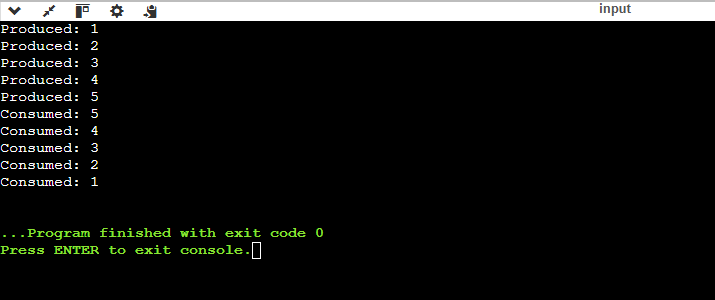 input
Produced: 1
Produced: 2
Produced: 3
Produced: 4
Produced: 5
Consumed: 5
Consumed: 4
Consumed: 3
Consumed: 2
Consumed: 1
...Program finished with exit code 0
Press ENTER to exit console.